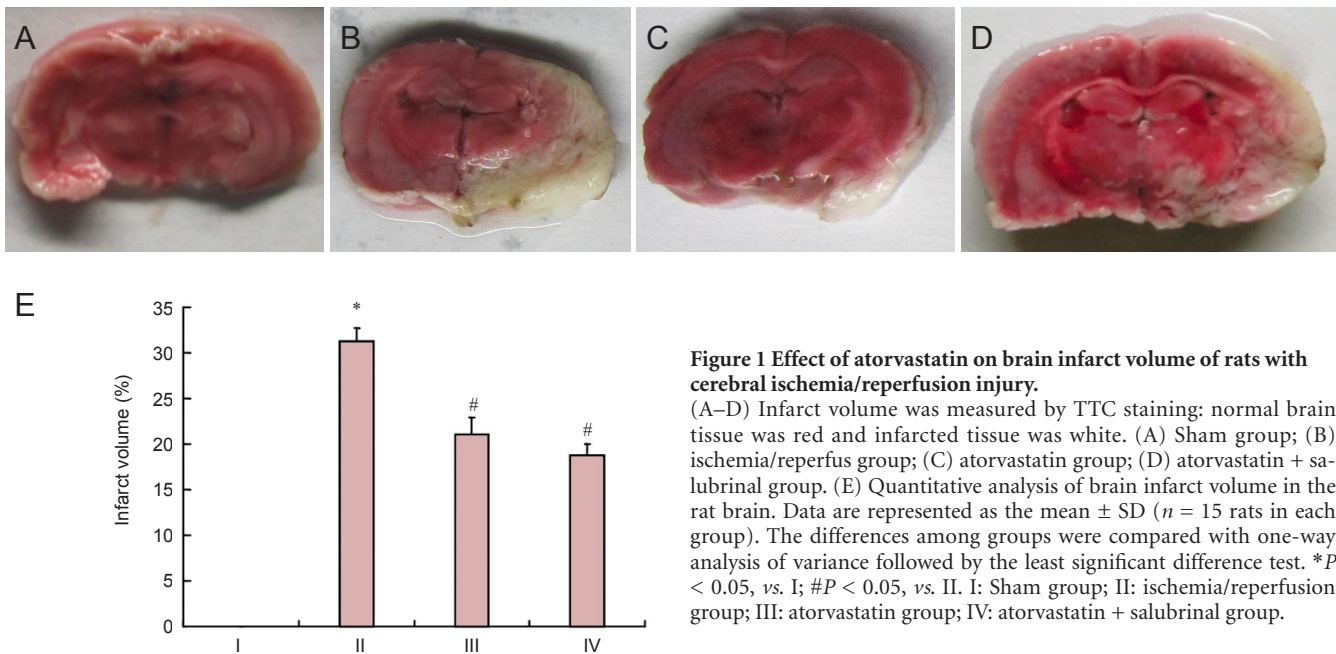 A
B
C
D
E
35
30
25
20
15
10
5
0
Infarct volume (%)
*
#
#
I
II
III
IV
Figure 1 Effect of atorvastatin on brain infarct volume of rats with
cerebral ischemia/reperfusion injury.
(A–D) Infarct volume was measured by TTC staining: normal brain
tissue was red and infarcted tissue was white. (A) Sham group; (B)
ischemia/reperfus group; (C) atorvastatin group; (D) atorvastatin + sa-
lubrinal group. (E) Quantitative analysis of brain infarct volume in the
rat brain. Data are represented as the mean ± SD (n = 15 rats in each
group). The differences among groups were compared with one-way
analysis of variance followed by the least significant difference test. *P
< 0.05, vs. I; #P < 0.05, vs. II. I: Sham group; II: ischemia/reperfusion
group; III: atorvastatin group; IV: atorvastatin + salubrinal group.